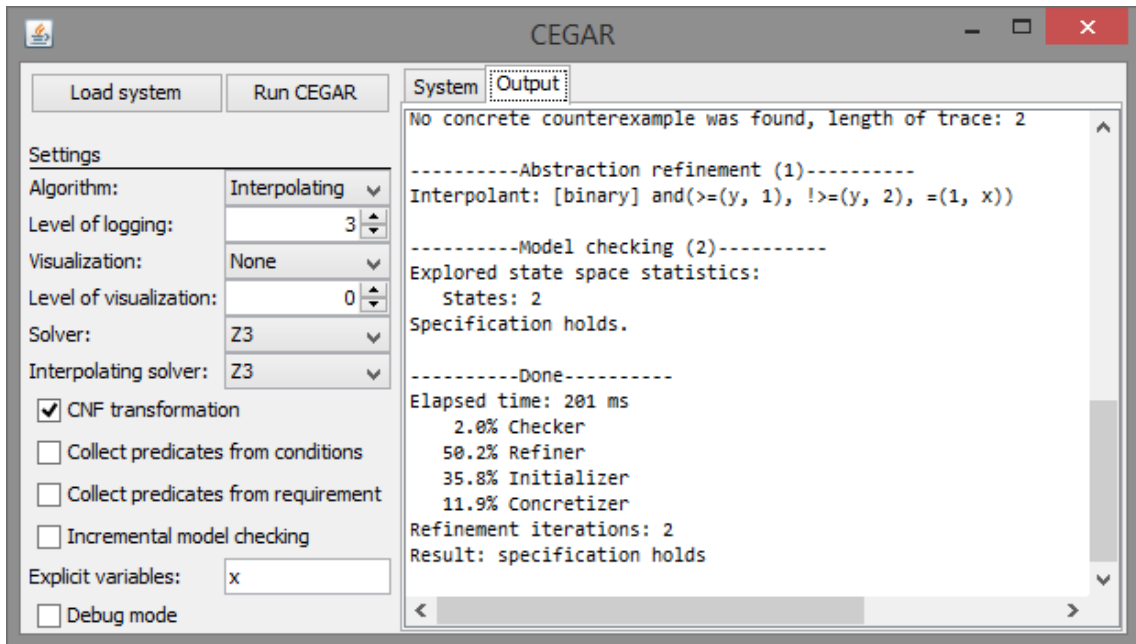 CEGAR
Load system
Run CEGAR
Settings
Algorithm: Interpolating
Level of logging: 3
Visualization: None
Level of visualization: 0
Solver: Z3
Interpolating solver: Z3
CNF transformation
Collect predicates from conditions
Collect predicates from requirement
Incremental model checking
Explicit variables: x
Debug mode
System Output
No concrete counterexample was found, length of trace: 2
----------Abstraction refinement (1)----------
Interpolant: [binary] and(>=(y, 1), !>=(y, 2), =(1, x))
----------Model checking (2)----------
Explored state space statistics:
States: 2
Specification holds.
----------Done----------
Elapsed time: 201 ms
2.0% Checker
50.2% Refiner
35.8% Initializer
11.9% Concretizer
Refinement iterations: 2
Result: specification holds